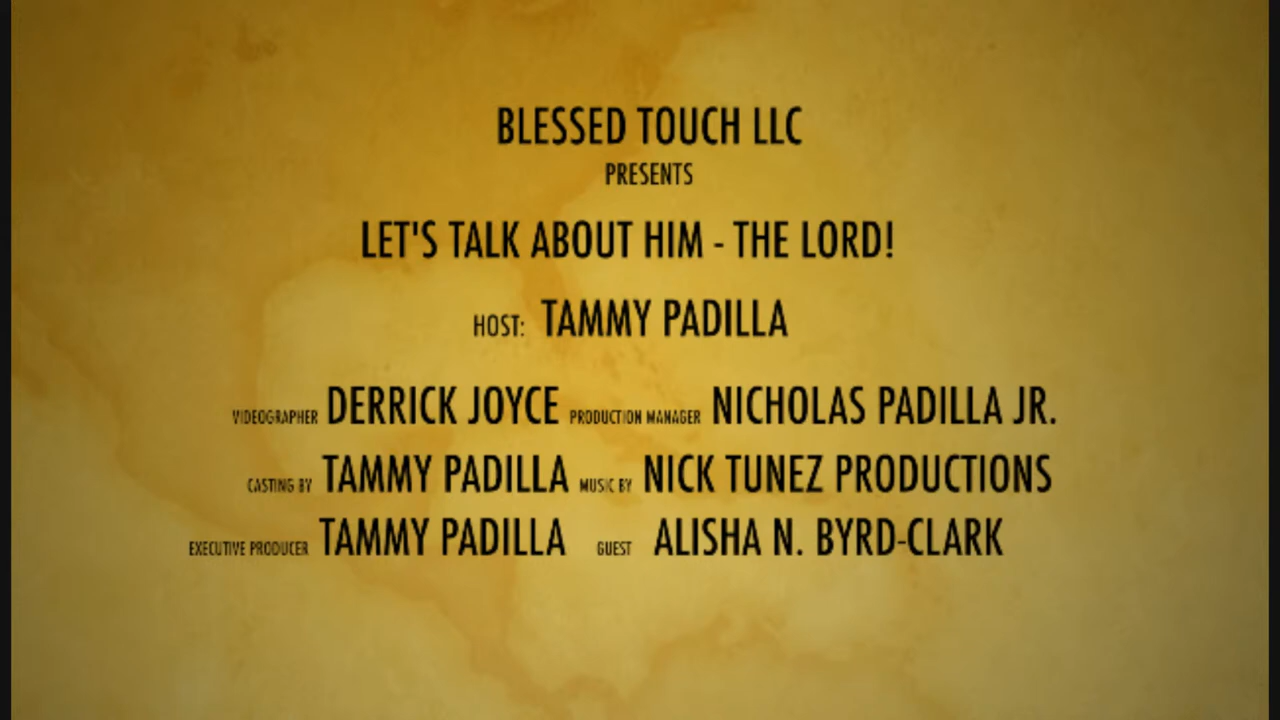 BLESSED TOUCH LLC
PRESENTS
LET'S TALK ABOUT HIM - THE LORD!
HOST: TAMMY PADILLA
VIDEOGRAPHER DERRICK JOYCE PRODUCTION MANAGER NICHOLAS PADILLA JR.
CASTING BY TAMMY PADILLA MUSIC BY NICK TUNEZ PRODUCTIONS
EXECUTIVE PRODUCER TAMMY PADILLA GUEST ALISHA N. BYRD-CLARK